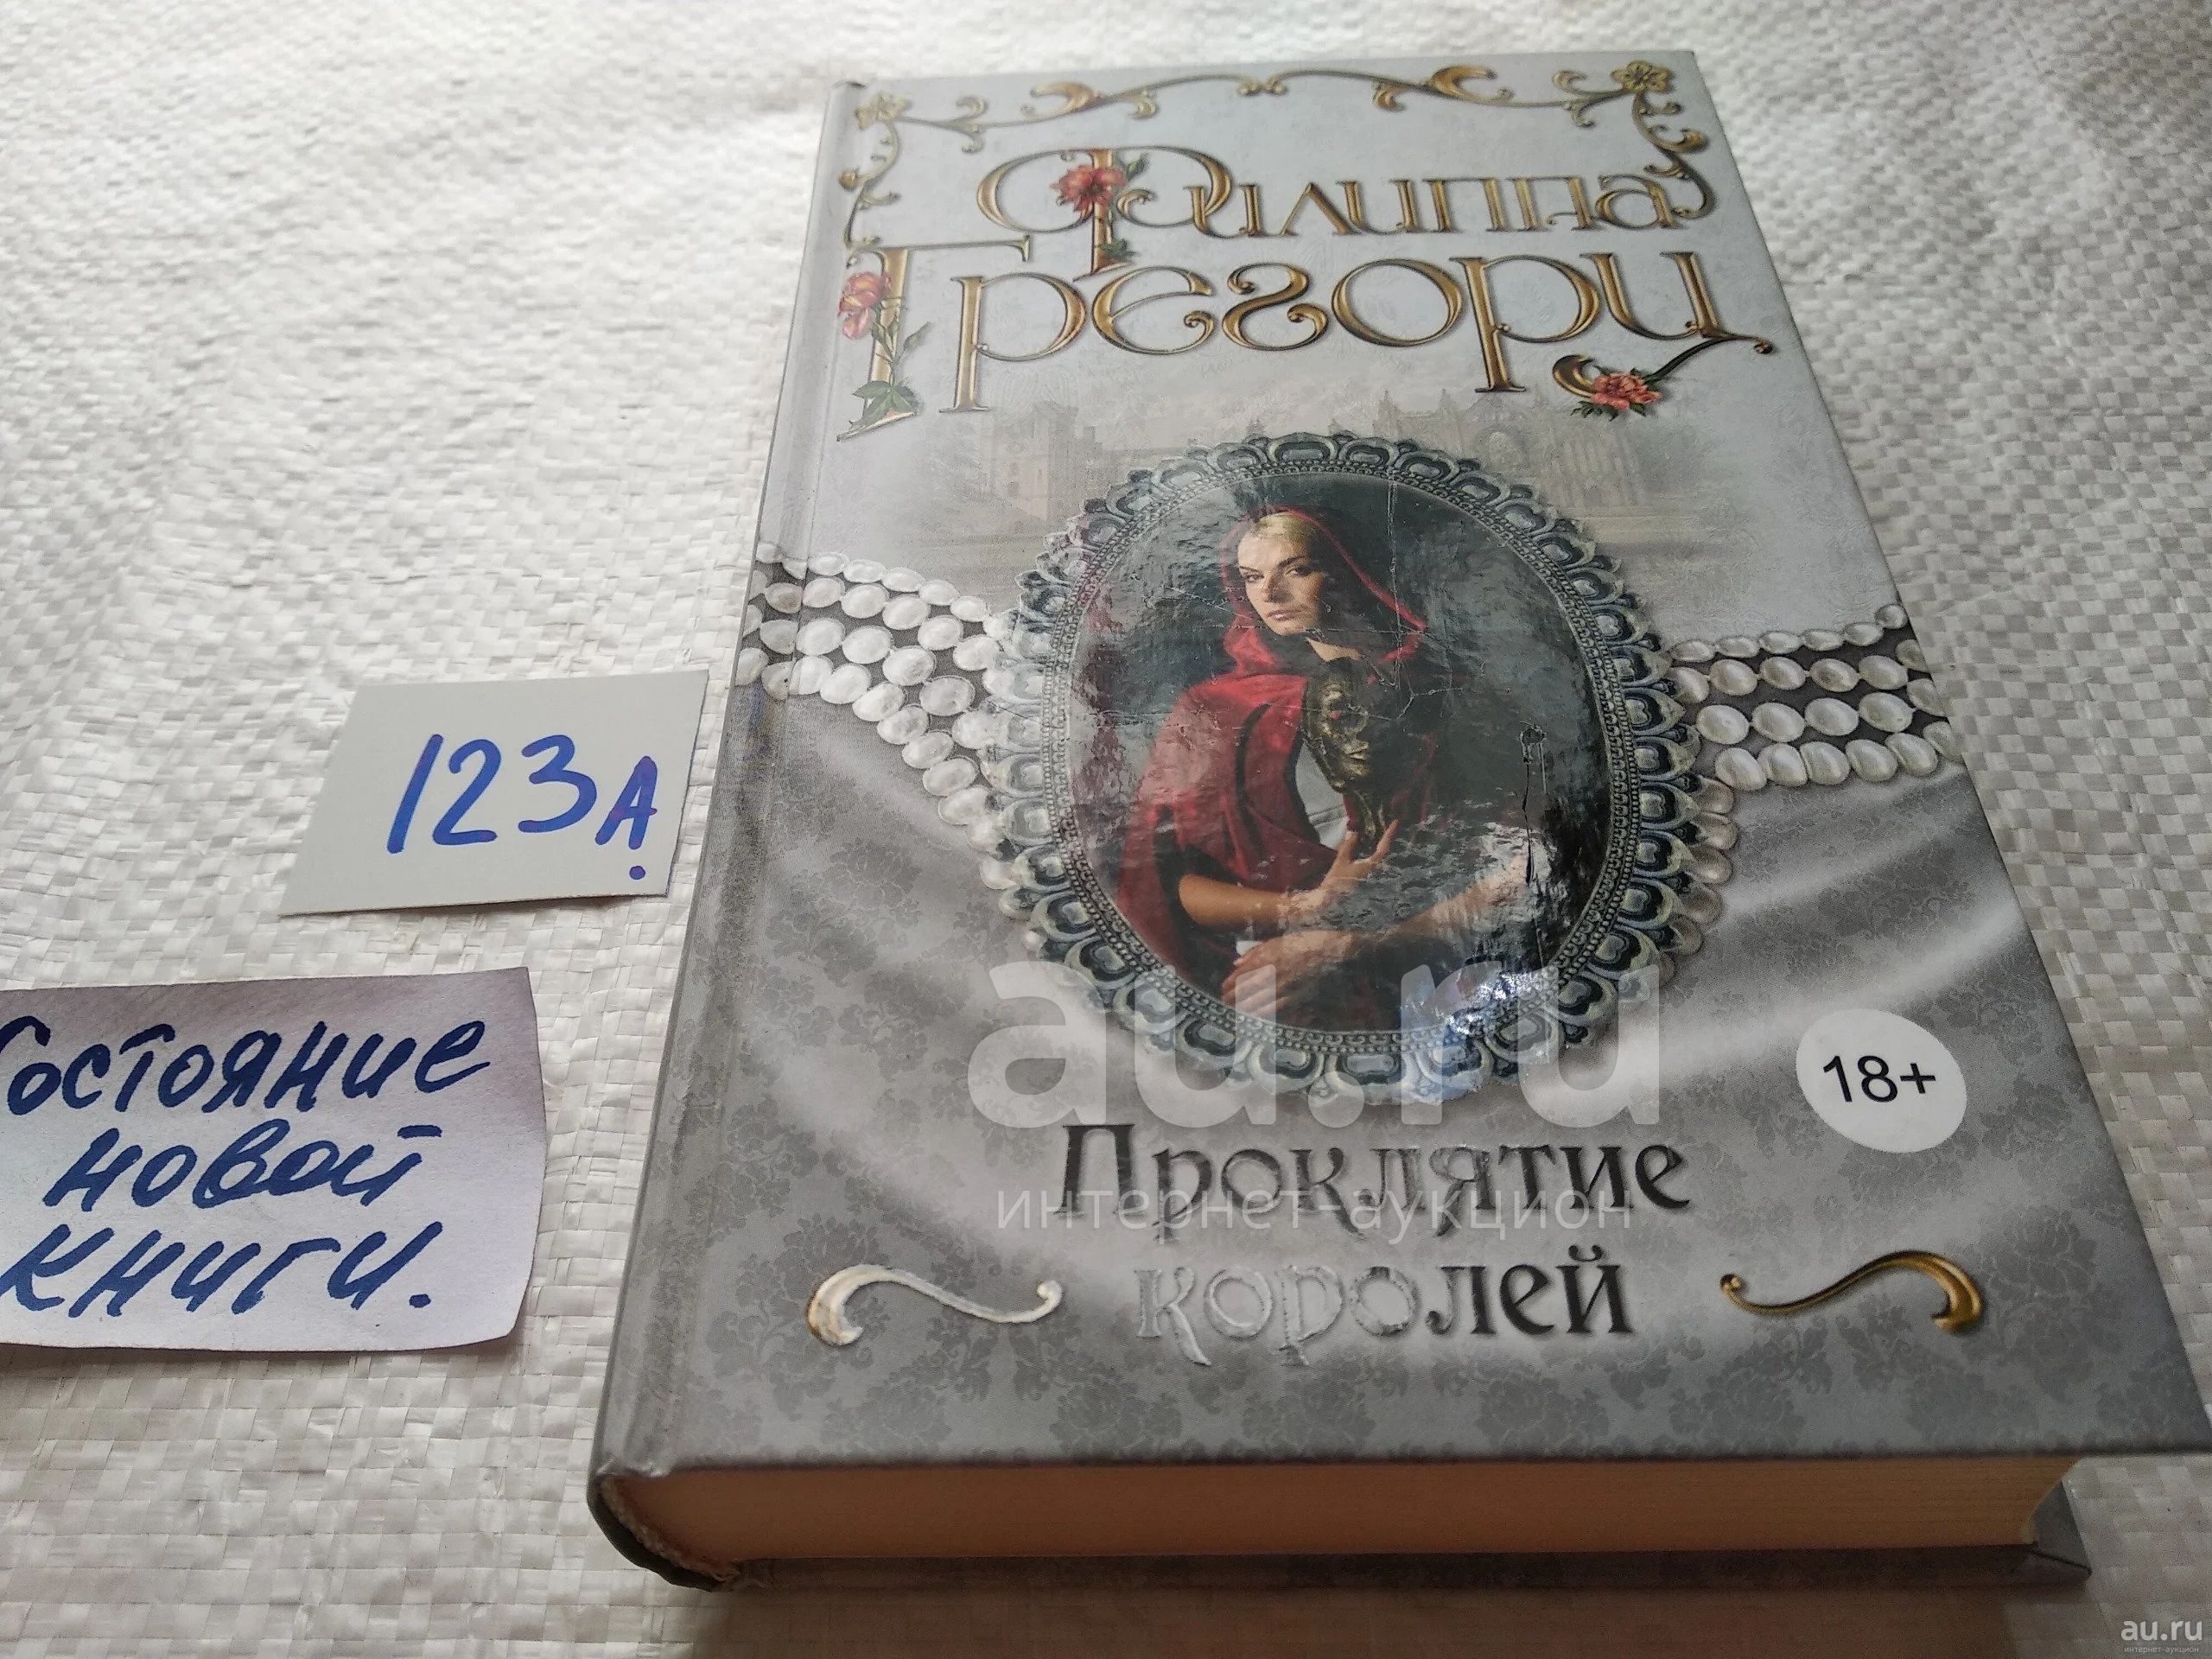 Филиппа
Грегори
123А.
Состояние
новой
книги.
18+
Проклятие
королей
au.ru
интернет-аукцион
au.ru
интернет-аукцион